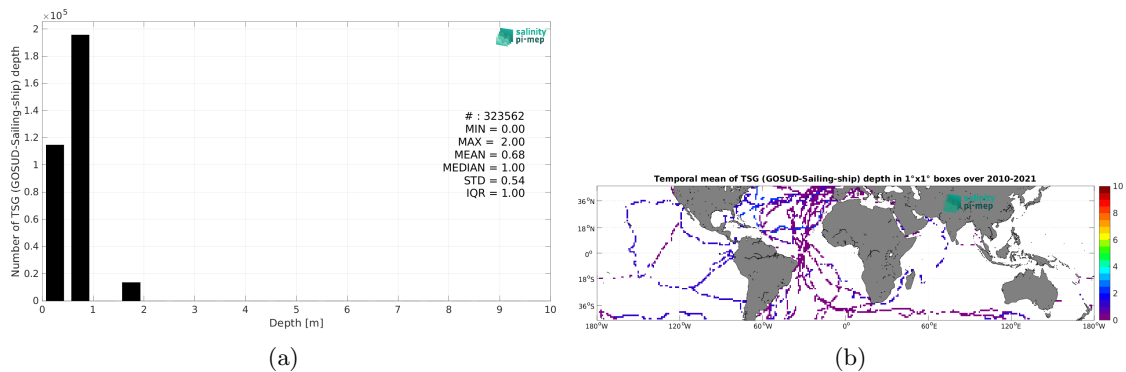 ×10⁵
2
1.8
1.6
1.4
1.2
1
0.8
0.6
0.4
0.2
0
Number of TSG (GOSUD-Sailing-ship) depth
salinity
pi-mep
# : 323562
MIN = 0.00
MAX = 2.00
MEAN = 0.68
MEDIAN = 1.00
STD = 0.54
IQR = 1.00
0 1 2 3 4 5 6 7 8 9 10
Depth [m]
(a)
Temporal mean of TSG (GOSUD-Sailing-ship) depth in 1°x1° boxes over 2010-2021
salinity
pi-mep
36°N
18°N
0°
18°S
36°S
180°W 120°W 60°W 0° 60°E 120°E 180°W
10
8
6
4
2
0
(b)